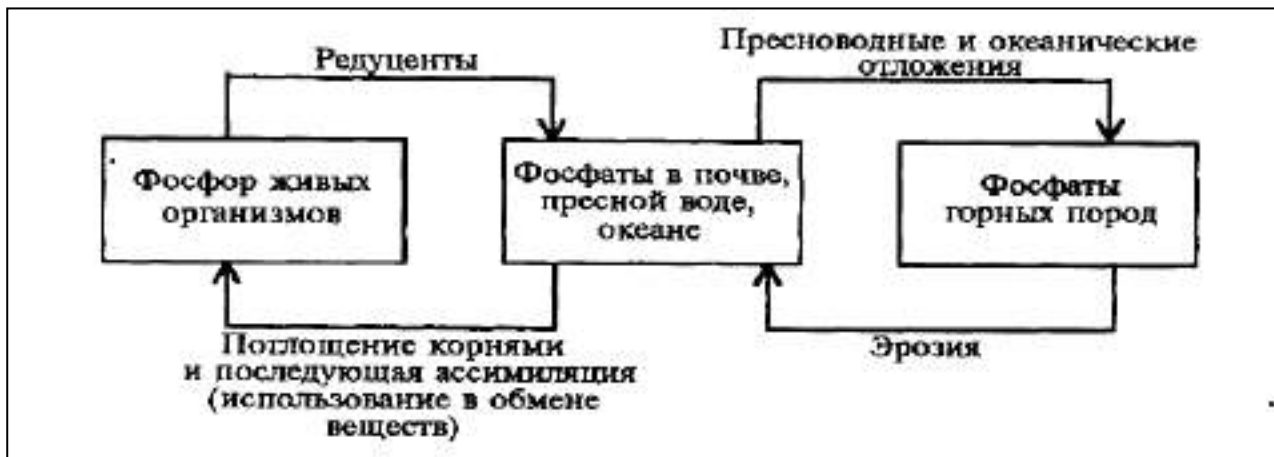 Редуценты
Пресноводные и океанические
отложения
Фосфор живых
организмов
Фосфаты в почве,
пресной воде,
океане
Фосфаты
горных пород
Поглощение корнями
и последующая ассимиляция
(использование в обмене
веществ)
Эрозия